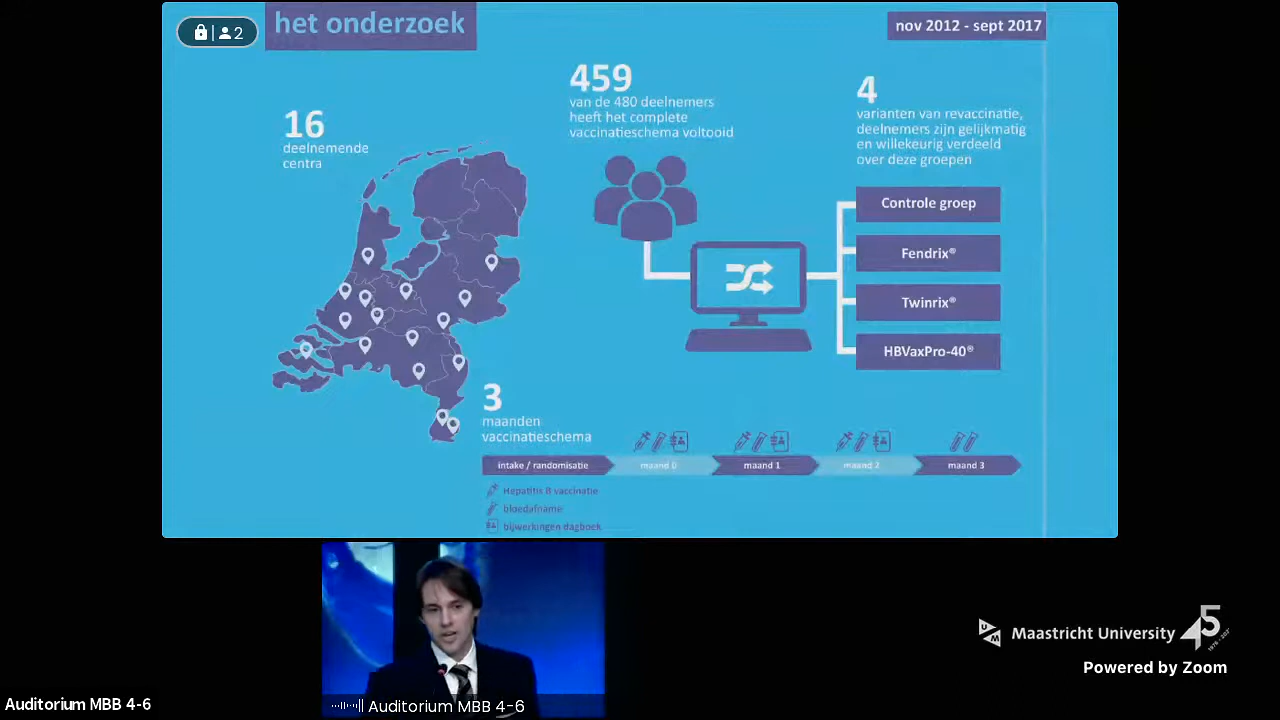 2
het onderzoek
nov 2012 - sept 2017
16
deelnemende
centra
459
van de 480 deelnemers
heeft het complete
vaccinatieschema voltooid
4
varianten van revaccinatie,
deelnemers zijn gelijkmatig
en willekeurig verdeeld
over deze groepen
Controle groep
Fendrix®
Twinrix®
HBVaxPro-40®
3
maanden
vaccinatieschema
intake / randomisatie
maand 0
maand 1
maand 2
maand 3
Hepatitis B vaccinatie
bloedafname
bijwerkingen dagboek
Maastricht University
45
Powered by Zoom
Auditorium MBB 4-6
Auditorium MBB 4-6